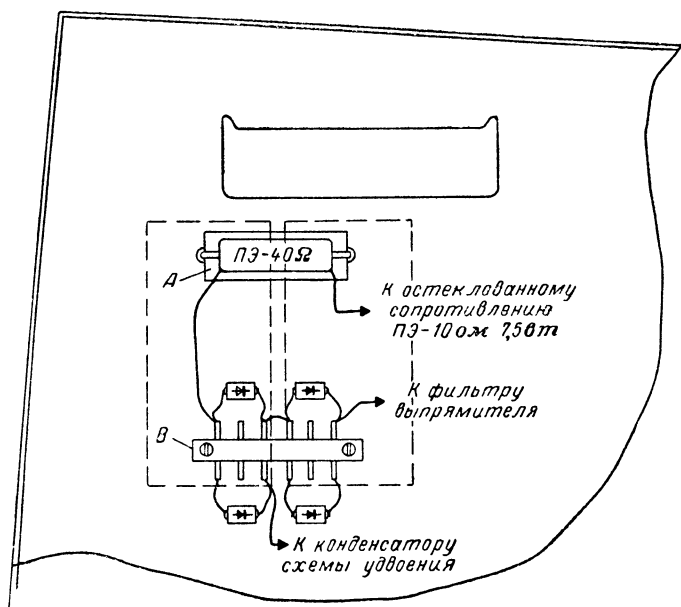 ПЭ-40Ω
А
К остеклованному
сопротивлению
ПЭ-10 ом 7,5 вт
К фильтру
выпрямителя
В
К конденсатору
схемы удвоения